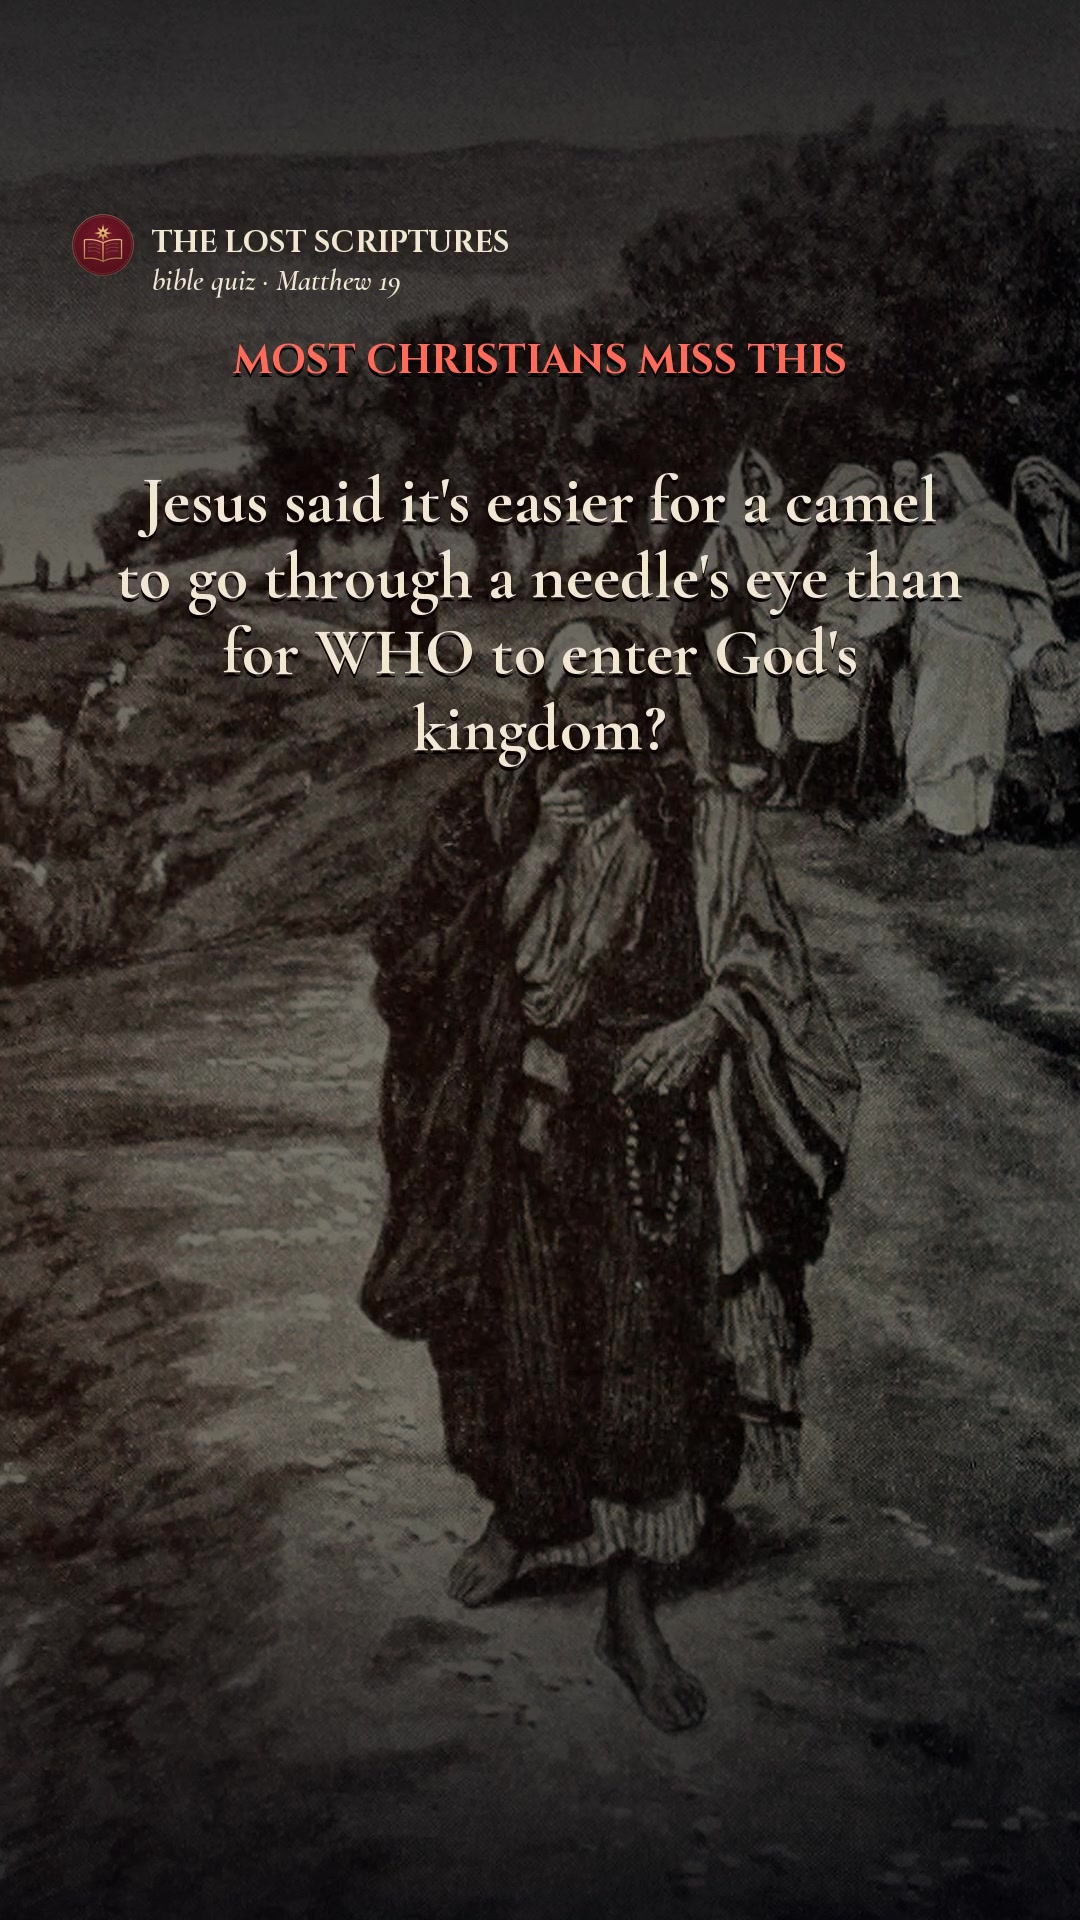 THE LOST SCRIPTURES
bible quiz · Matthew 19
MOST CHRISTIANS MISS THIS
Jesus said it's easier for a camel
to go through a needle's eye than
for WHO to enter God's
kingdom?